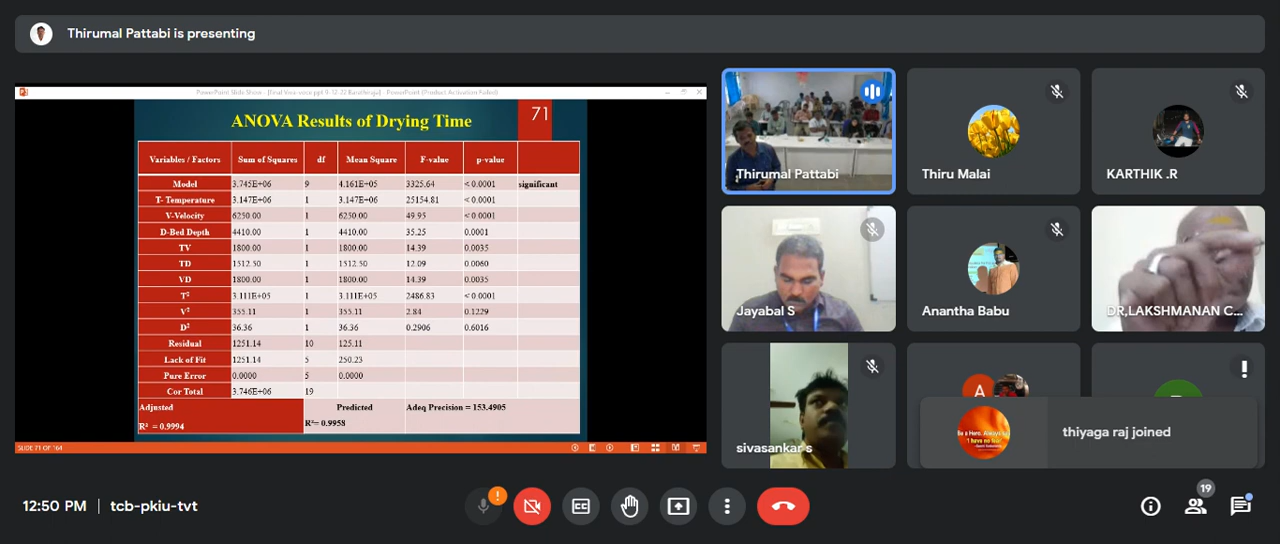 Thirumal Pattabi is presenting
ANOVA Results of Drying Time
71
Variables / Factors Sum of Squares df Mean Square F-value p-value
Model 3.745E+06 9 4.161E+05 3325.64 < 0.0001 significant
T- Temperature 3.147E+06 1 3.147E+06 25154.81 < 0.0001
V-Velocity 6250.00 1 6250.00 49.95 < 0.0001
D-Bed Depth 4410.00 1 4410.00 35.25 0.0001
TV 1800.00 1 1800.00 14.39 0.0035
TD 1512.50 1 1512.50 12.09 0.0060
VD 1800.00 1 1800.00 14.39 0.0035
T² 3.111E+05 1 3.111E+05 2486.83 < 0.0001
V² 355.11 1 355.11 2.84 0.1229
D² 36.36 1 36.36 0.2906 0.6016
Residual 1251.14 10 125.11
Lack of Fit 1251.14 5 250.23
Pure Error 0.0000 5 0.0000
Cor Total 3.746E+06 19
Adjusted Predicted Adeq Precision = 153.4905
R² = 0.9994 R²= 0.9958
SLIDE 71 OF 164
Thirumal Pattabi
Thiru Malai
KARTHIK .R
Jayabal S
Anantha Babu
DR,LAKSHMANAN C...
sivasankar s
A
thiyaga raj joined
12:50 PM | tcb-pkiu-tvt
CC
19